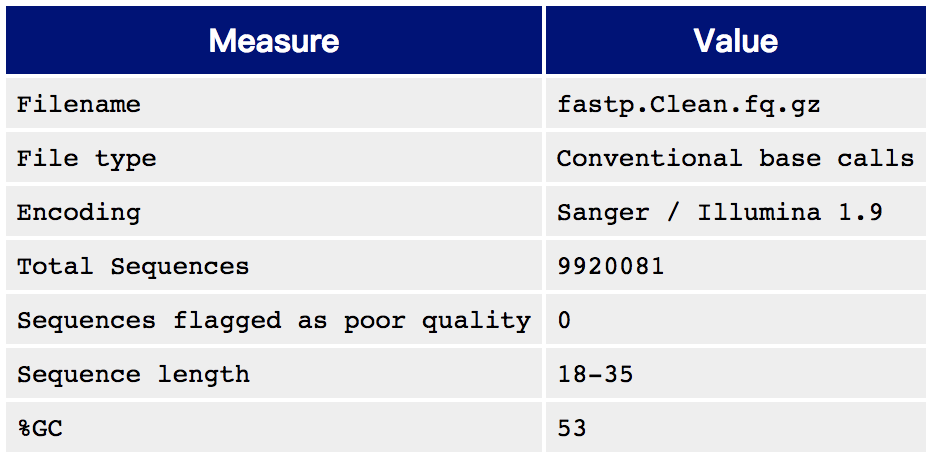 Measure Value
Filename fastp.Clean.fq.gz
File type Conventional base calls
Encoding Sanger / Illumina 1.9
Total Sequences 9920081
Sequences flagged as poor quality 0
Sequence length 18-35
%GC 53